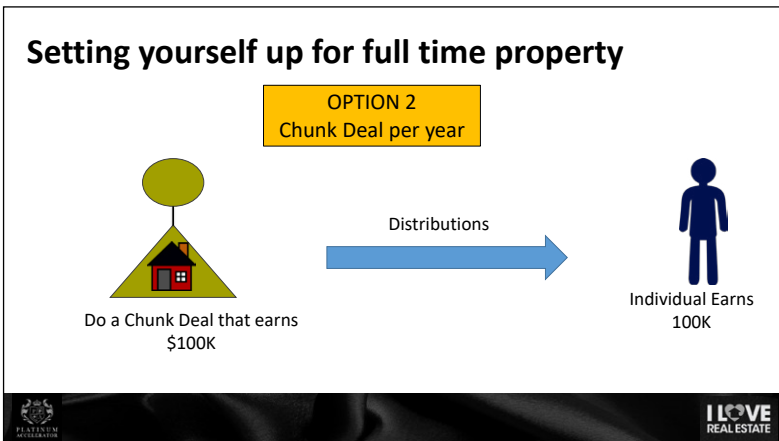 Setting yourself up for full time property
OPTION 2
Chunk Deal per year
Distributions
Do a Chunk Deal that earns
$100K
Individual Earns
100K
PLATINUM
ACCELERATOR
I LOVE
REAL ESTATE